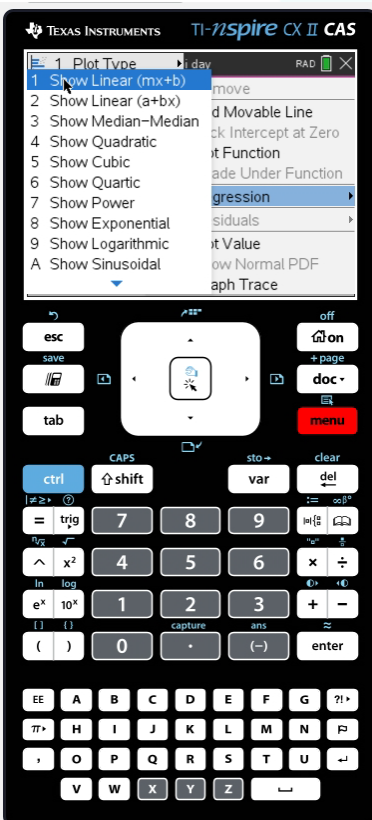 TEXAS INSTRUMENTS TI-nspire CX II CAS
1 Plot Type i day RAD
1 Show Linear (mx+b)
2 Show Linear (a+bx)
3 Show Median−Median
4 Show Quadratic
5 Show Cubic
6 Show Quartic
7 Show Power
8 Show Exponential
9 Show Logarithmic
A Show Sinusoidal
move
d Movable Line
ck Intercept at Zero
ot Function
ade Under Function
gression
siduals
ot Value
ow Normal PDF
aph Trace
off
esc on
save +page
doc
tab menu
CAPS sto→ clear
ctrl shift var del
|≠≥▸ ? := ∞β°
= trig 7 8 9
ⁿ√x √ "□"
^ x² 4 5 6 × ÷
ln log
eˣ 10ˣ 1 2 3 + −
[ ] { } capture ans ≈
( ) 0 . (−) enter
EE A B C D E F G ?!▸
π▸ H I J K L M N
, O P Q R S T U
V W X Y Z